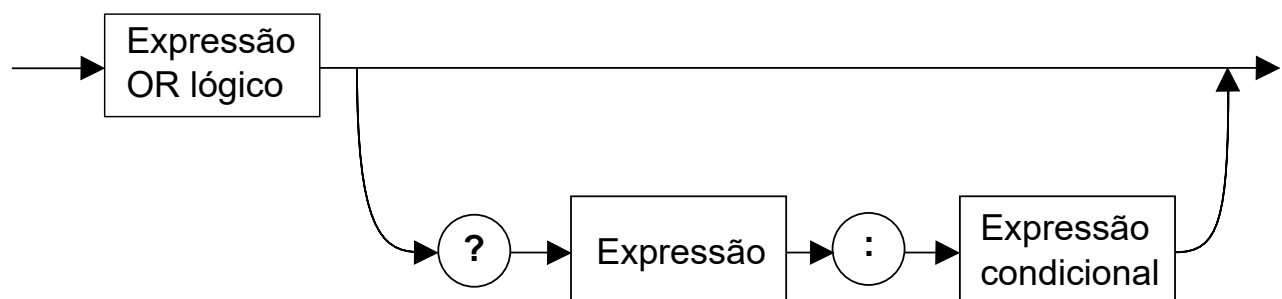 Expressão
OR lógico
?
Expressão
:
Expressão
condicional